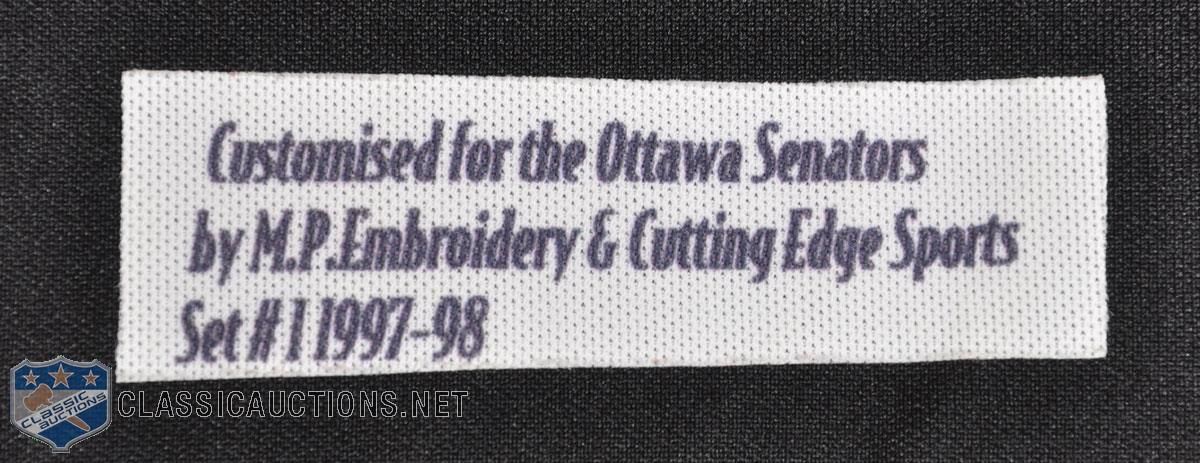 Customised for the Ottawa Senators
by M.P.Embroidery & Cutting Edge Sports
Set #1 1997-98
CLASSIC
AUCTIONS
CLASSICAUCTIONS.NET